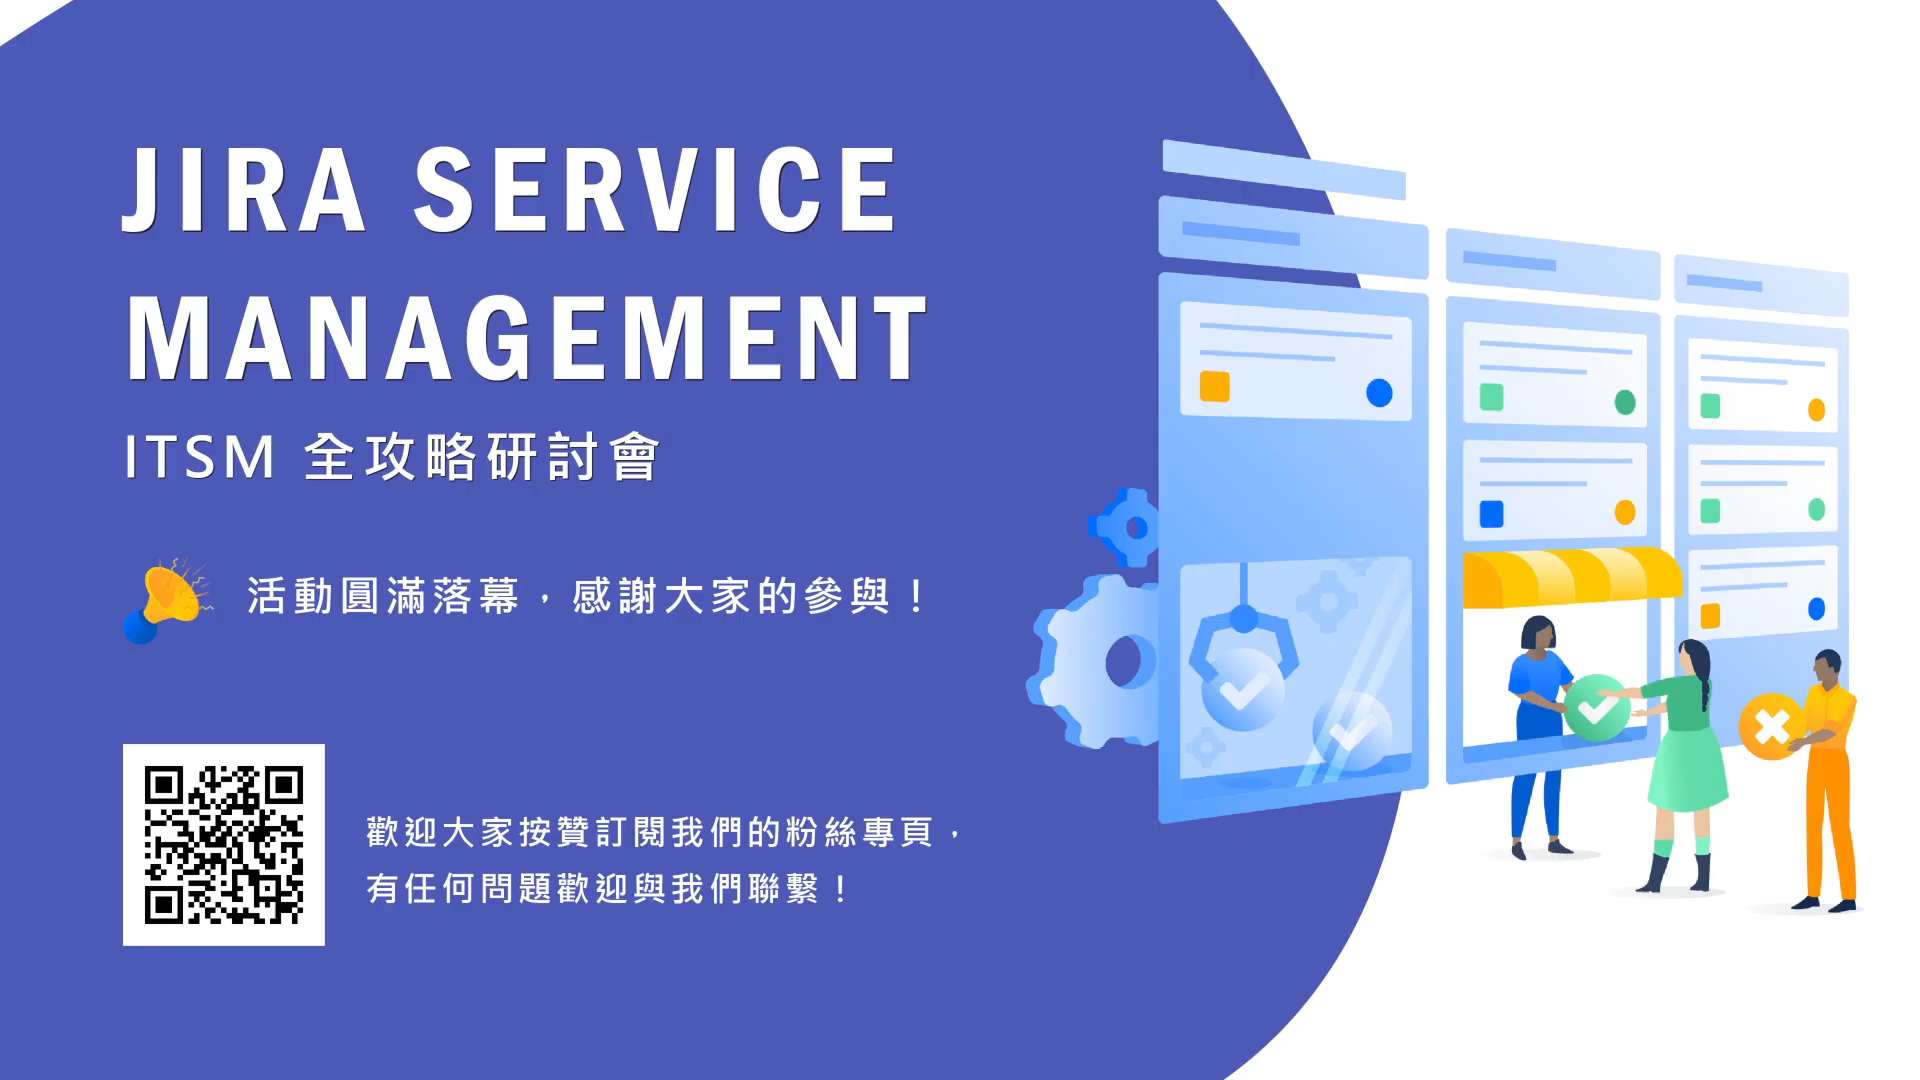 JIRA SERVICE
MANAGEMENT
ITSM 全攻略研討會
活動圓滿落幕，感謝大家的參與！
歡迎大家按贊訂閱我們的粉絲專頁，
有任何問題歡迎與我們聯繫！